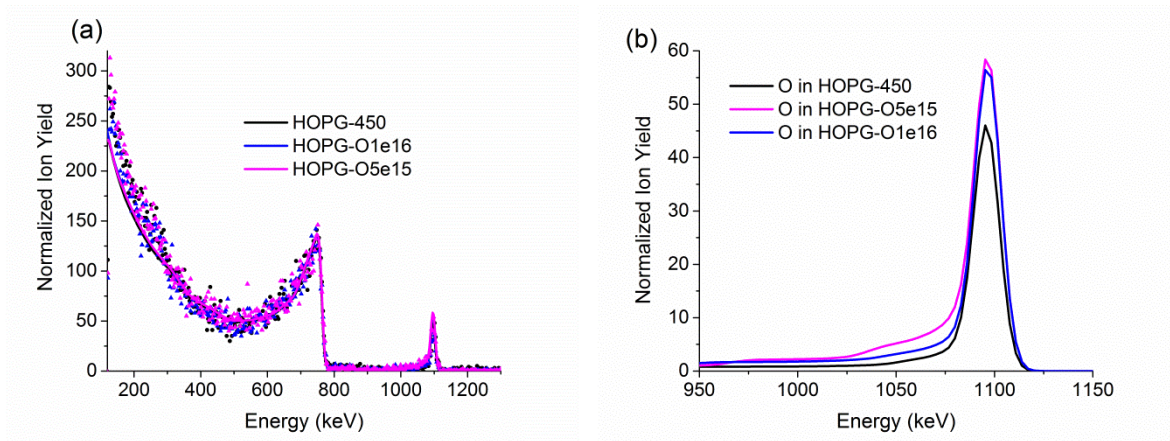 (a)
300
250
200
150
100
50
0
Normalized Ion Yield
HOPG-450
HOPG-O1e16
HOPG-O5e15
200 400 600 800 1000 1200
Energy (keV)
(b)
60
50
40
30
20
10
0
Normalized Ion Yield
O in HOPG-450
O in HOPG-O5e15
O in HOPG-O1e16
950 1000 1050 1100 1150
Energy (keV)